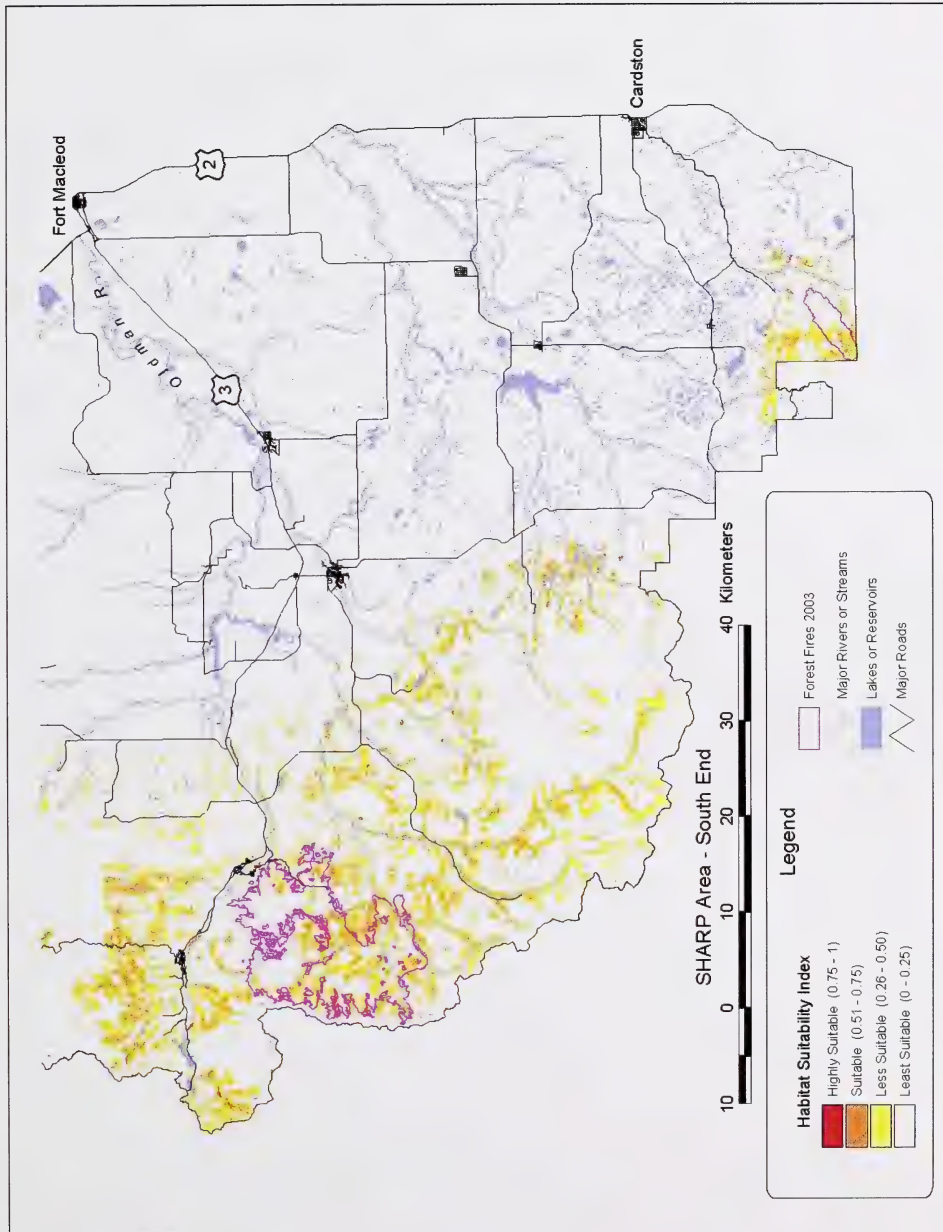 Fort Macleod
2
Oldman R.
3
Cardston
10 0 10 20 30 40 Kilometers
SHARP Area - South End
Legend
Habitat Suitability Index
Highly Suitable (0.75 - 1)
Suitable (0.51 - 0.75)
Less Suitable (0.26 - 0.50)
Least Suitable (0 - 0.25)
Forest Fires 2003
Major Rivers or Streams
Lakes or Reservoirs
Major Roads